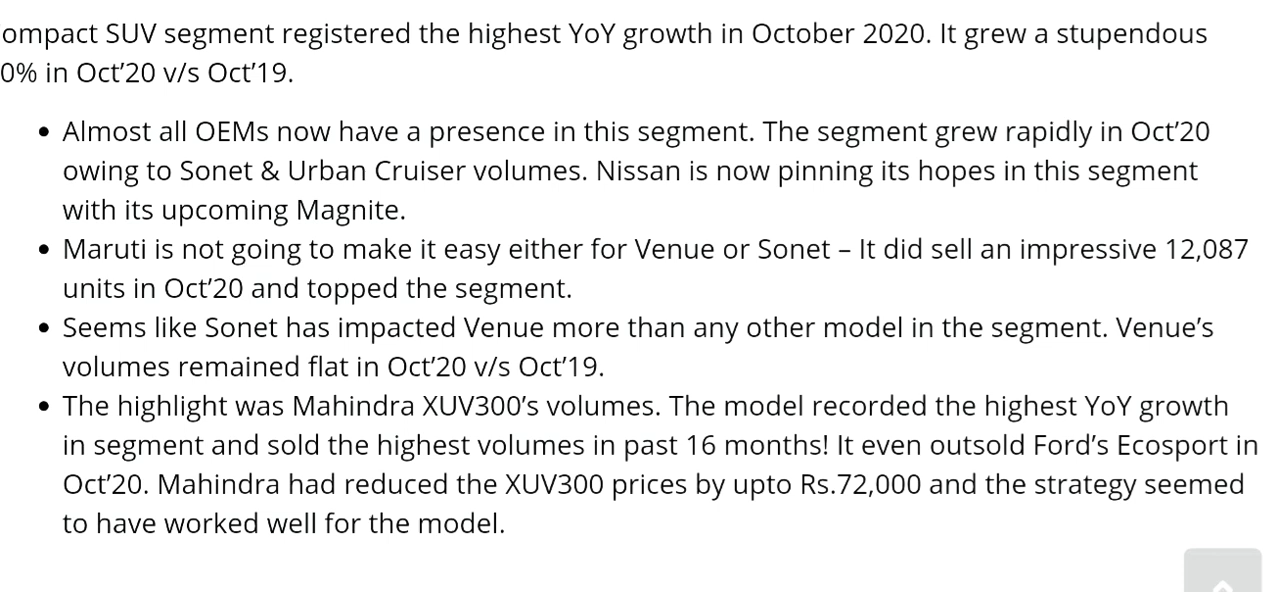 ompact SUV segment registered the highest YoY growth in October 2020. It grew a stupendous
0% in Oct’20 v/s Oct’19.
• Almost all OEMs now have a presence in this segment. The segment grew rapidly in Oct’20
owing to Sonet & Urban Cruiser volumes. Nissan is now pinning its hopes in this segment
with its upcoming Magnite.
• Maruti is not going to make it easy either for Venue or Sonet – It did sell an impressive 12,087
units in Oct’20 and topped the segment.
• Seems like Sonet has impacted Venue more than any other model in the segment. Venue’s
volumes remained flat in Oct’20 v/s Oct’19.
• The highlight was Mahindra XUV300’s volumes. The model recorded the highest YoY growth
in segment and sold the highest volumes in past 16 months! It even outsold Ford’s Ecosport in
Oct’20. Mahindra had reduced the XUV300 prices by upto Rs.72,000 and the strategy seemed
to have worked well for the model.